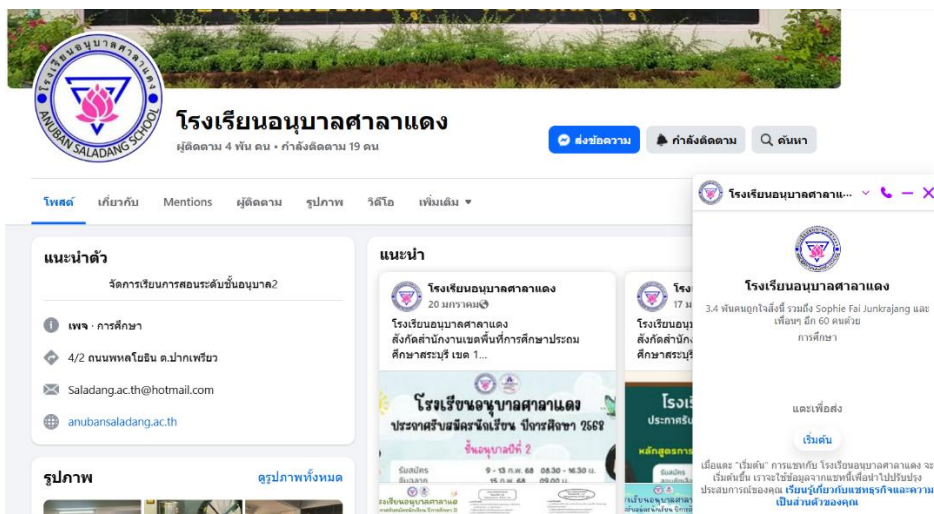 โรงเรียนอนุบาลศาลาแดง
ANUBAN SALADANG SCHOOL
โรงเรียนอนุบาลศาลาแดง
ผู้ติดตาม 4 พัน คน • กำลังติดตาม 19 คน
ส่งข้อความ
กำลังติดตาม
ค้นหา
โพสต์ เกี่ยวกับ Mentions ผู้ติดตาม รูปภาพ วิดีโอ เพิ่มเติม
แนะนำตัว
จัดการเรียนการสอนระดับชั้นอนุบาล2
เพจ · การศึกษา
4/2 ถนนพหลโยธิน ต.ปากเพรียว
Saladang.ac.th@hotmail.com
anubansaladang.ac.th
รูปภาพ
ดูรูปภาพทั้งหมด
แนะนำ
โรงเรียนอนุบาลศาลาแดง
20 มกราคม
โรงเรียนอนุบาลศาลาแดง
สังกัดสำนักงานเขตพื้นที่การศึกษาประถม
ศึกษาสระบุรี เขต 1...
โรงเรียนอนุบาลศาลาแดง
ประกาศรับสมัครนักเรียน ปีการศึกษา 2568
ชั้นอนุบาลปีที่ 2
รับสมัคร 9 - 13 ก.พ. 68 08.30 - 16.30 น.
จับฉลาก 15 ก.พ. 68 09.00 น.
17 ม
สังกัดสำนัก
ศึกษาสระบุรี
หลักสูตรการ
รับสมัคร
โรงเรียนอนุบาลศาลาแ...
โรงเรียนอนุบาลศาลาแดง
3.4 พันคนถูกใจสิ่งนี้ รวมถึง Sophie Fai Junkrajang และ
เพื่อนๆ อีก 60 คนด้วย
การศึกษา
แตะเพื่อส่ง
เริ่มต้น
เมื่อแตะ "เริ่มต้น" การแชทกับ โรงเรียนอนุบาลศาลาแดง จะ
เริ่มต้นขึ้น เราจะใช้ข้อมูลจากแชทนี้เพื่อนำไปปรับปรุง
ประสบการณ์ของคุณ เรียนรู้เกี่ยวกับแชทธุรกิจและความ
เป็นส่วนตัวของคุณ